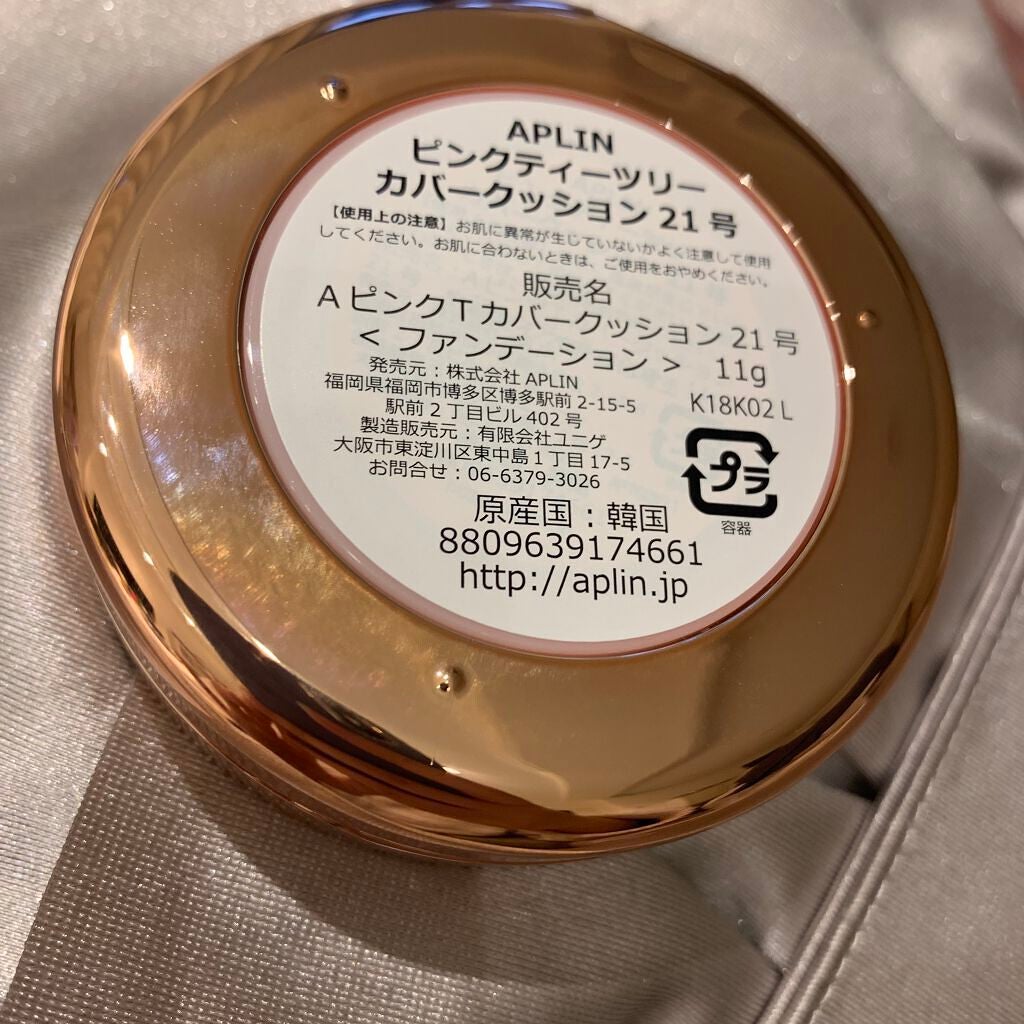 APLIN
ピンクティーツリー
カバークッション 21 号
【使用上の注意】お肌に異常が生じていないかよく注意して使用
してください。お肌に合わないときは、ご使用をおやめください。
販売名
A ピンク T カバークッション 21 号
< ファンデーション > 11g
発売元：株式会社 APLIN
福岡県福岡市博多区博多駅前 2-15-5
駅前 2 丁目ビル 402 号
K18K02 L
製造販売元：有限会社ユニゲ
大阪市東淀川区東中島 1 丁目 17-5
お問合せ：06-6379-3026
プラ
容器
原産国：韓国
8809639174661
http://aplin.jp